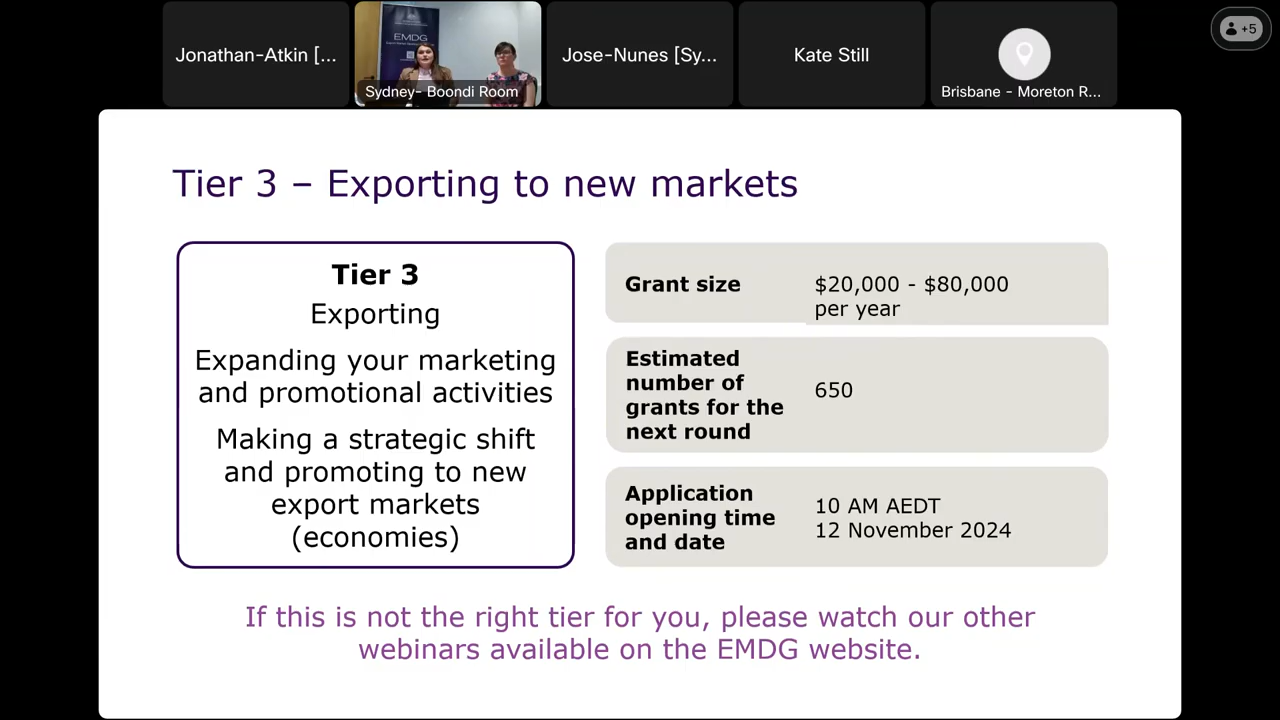 Jonathan-Atkin [...
EMDG
Sydney- Boondi Room
Jose-Nunes [Sy...
Kate Still
Brisbane - Moreton R...
+5
Tier 3 – Exporting to new markets
Tier 3
Exporting
Expanding your marketing
and promotional activities
Making a strategic shift
and promoting to new
export markets
(economies)
Grant size
$20,000 - $80,000
per year
Estimated
number of
grants for the
next round
650
Application
opening time
and date
10 AM AEDT
12 November 2024
If this is not the right tier for you, please watch our other
webinars available on the EMDG website.